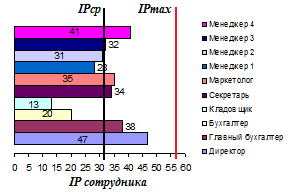 IPср IPmax
41
32
31
28
35
34
13
20
38
47
0 5 10 15 20 25 30 35 40 45 50 55 60
IP сотрудника
Менеджер 4
Менеджер 3
Менеджер 2
Менеджер 1
Маркетолог
Секретарь
Кладовщик
Бухгалтер
Главный бухгалтер
Директор